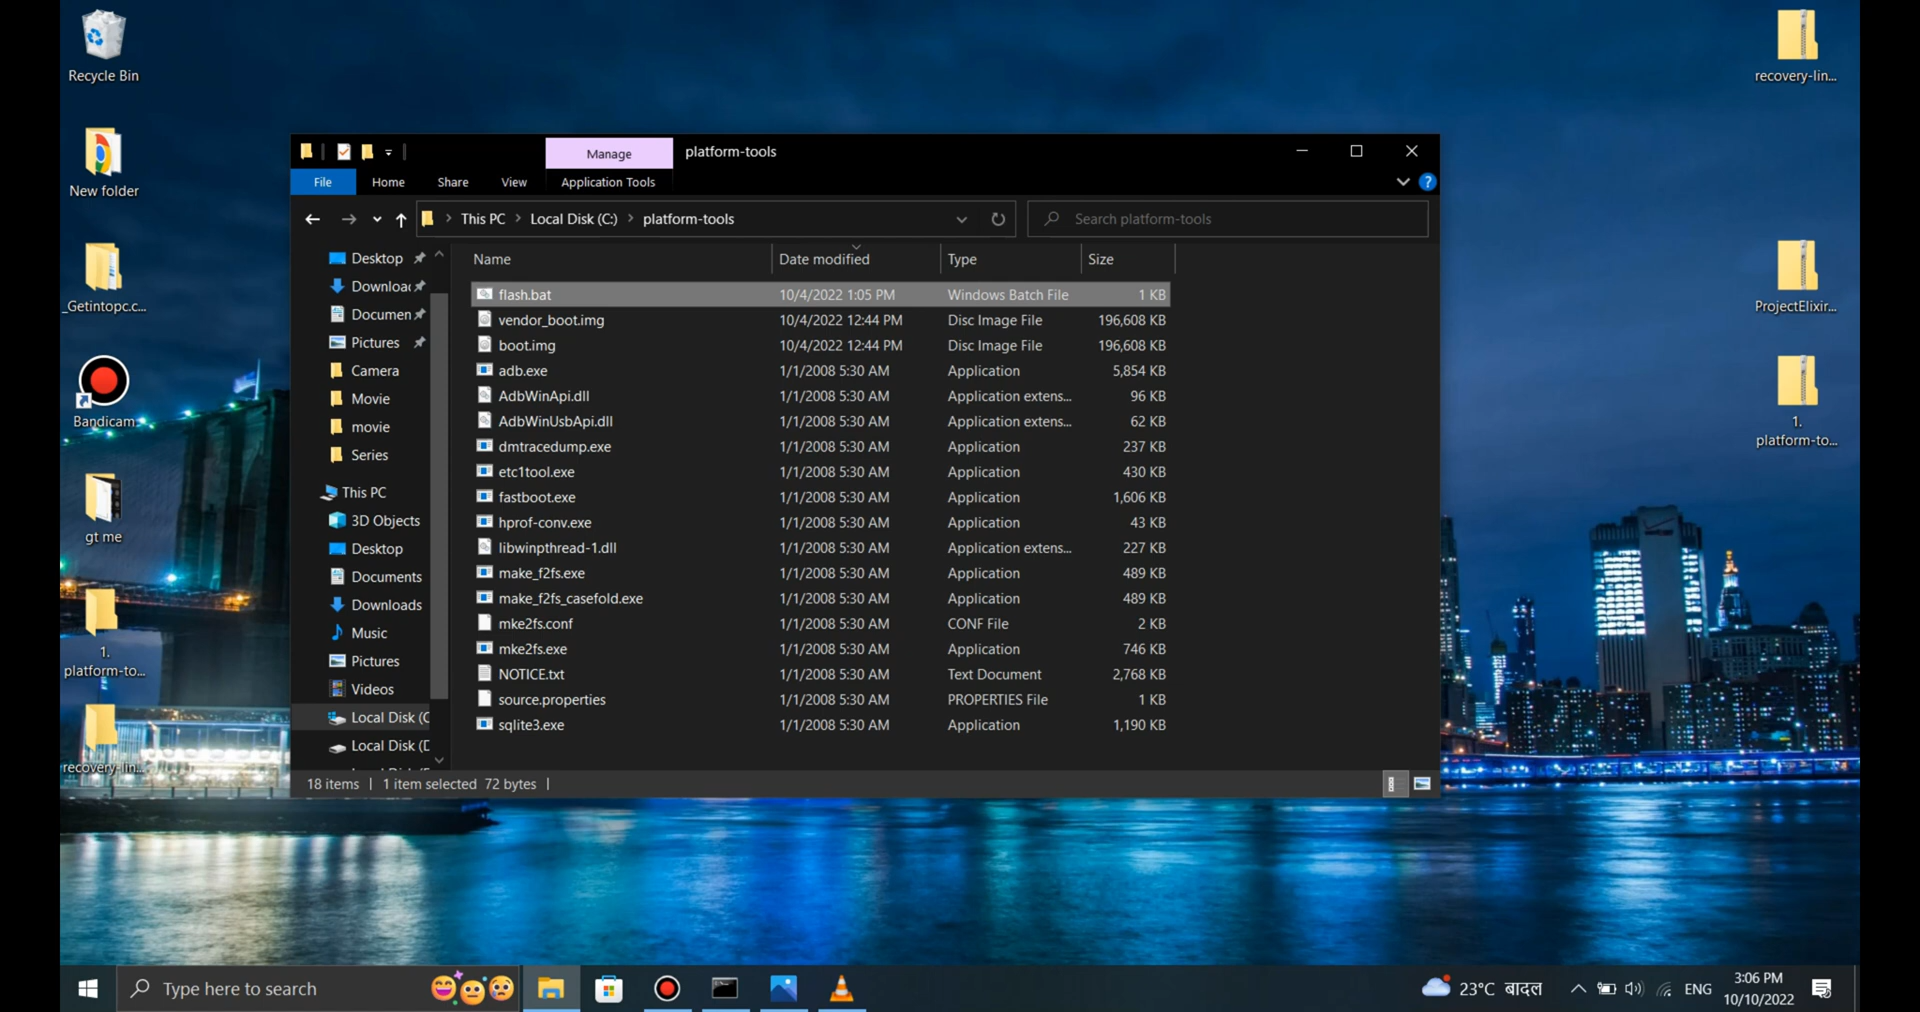 Recycle Bin
New folder
_Getintopc.c...
Bandicam
gt me
1.
platform-to...
recovery-lin...
Manage
platform-tools
File
Home
Share
View
Application Tools
This PC
Local Disk (C:)
platform-tools
Search platform-tools
Desktop
Documen
Pictures
Camera
Movie
movie
Series
This PC
3D Objects
Desktop
Documents
Downloads
Music
Pictures
Videos
Local Disk (C
Local Disk (D
Name Date modified Type Size
flash.bat 10/4/2022 1:05 PM Windows Batch File 1 KB
vendor_boot.img 10/4/2022 12:44 PM Disc Image File 196,608 KB
boot.img 10/4/2022 12:44 PM Disc Image File 196,608 KB
adb.exe 1/1/2008 5:30 AM Application 5,854 KB
AdbWinApi.dll 1/1/2008 5:30 AM Application extens... 96 KB
AdbWinUsbApi.dll 1/1/2008 5:30 AM Application extens... 62 KB
dmtracedump.exe 1/1/2008 5:30 AM Application 237 KB
etc1tool.exe 1/1/2008 5:30 AM Application 430 KB
fastboot.exe 1/1/2008 5:30 AM Application 1,606 KB
hprof-conv.exe 1/1/2008 5:30 AM Application 43 KB
libwinpthread-1.dll 1/1/2008 5:30 AM Application extens... 227 KB
make_f2fs.exe 1/1/2008 5:30 AM Application 489 KB
make_f2fs_casefold.exe 1/1/2008 5:30 AM Application 489 KB
mke2fs.conf 1/1/2008 5:30 AM CONF File 2 KB
mke2fs.exe 1/1/2008 5:30 AM Application 746 KB
NOTICE.txt 1/1/2008 5:30 AM Text Document 2,768 KB
source.properties 1/1/2008 5:30 AM PROPERTIES File 1 KB
sqlite3.exe 1/1/2008 5:30 AM Application 1,190 KB
18 items 1 item selected 72 bytes
recovery-lin...
ProjectElixir...
1.
platform-to...
Type here to search
23°C बादल
ENG
3:06 PM
10/10/2022